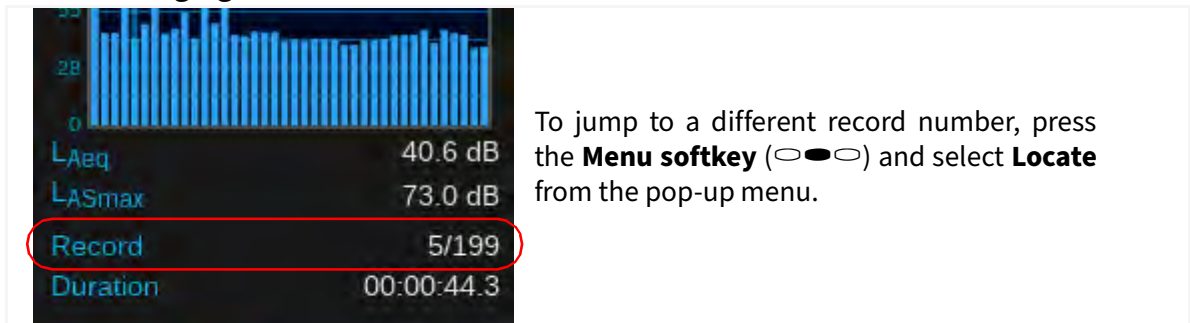 28
0
LAeq 40.6 dB
LASmax 73.0 dB
Record 5/199
Duration 00:00:44.3
To jump to a different record number, press
the Menu softkey () and select Locate
from the pop-up menu.